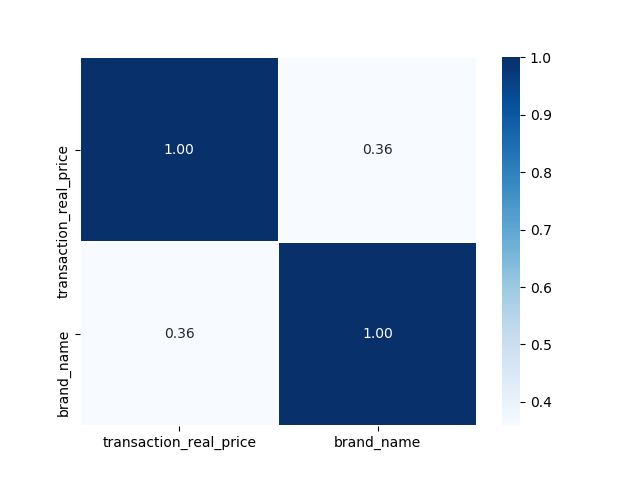 transaction_real_price
1.00
0.36
brand_name
0.36
1.00
transaction_real_price
brand_name
1.0
0.9
0.8
0.7
0.6
0.5
0.4